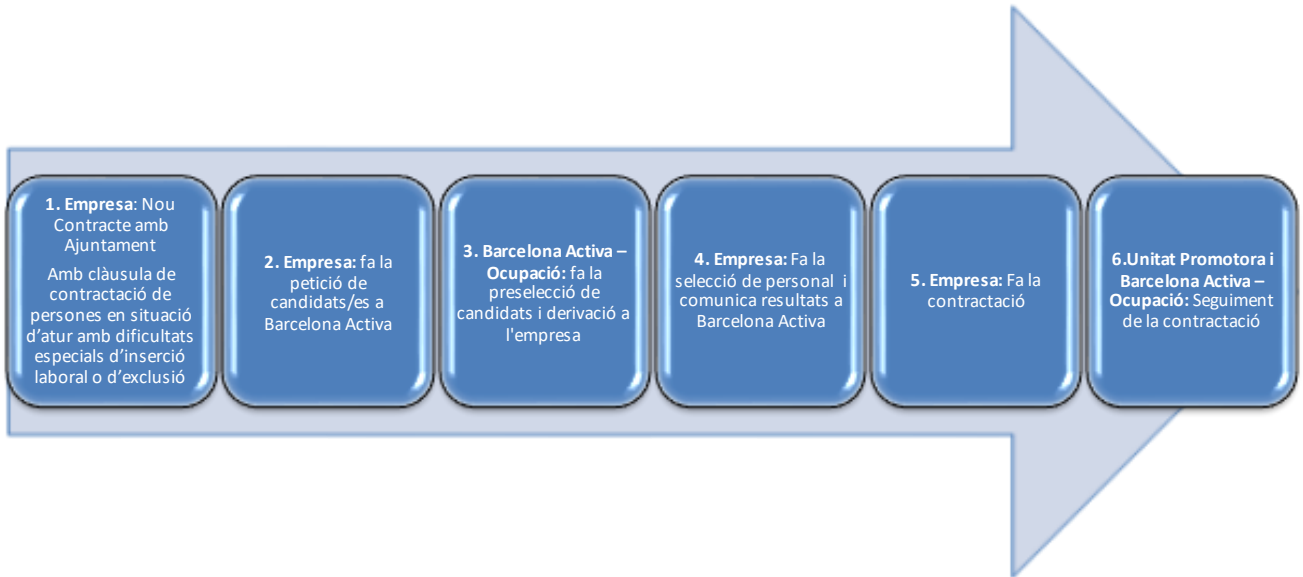 1. Empresa: Nou
Contracte amb
Ajuntament
Amb clàusula de
contractació de
persones en situació
d’atur amb dificultats
especials d’inserció
laboral o d’exclusió
2. Empresa: fa la
petició de
candidats/es a
Barcelona Activa
3. Barcelona Activa –
Ocupació: fa la
preselecció de
candidats i derivació a
l'empresa
4. Empresa: Fa la
selecció de personal i
comunica resultats a
Barcelona Activa
5. Empresa: Fa la
contractació
6.Unitat Promotora i
Barcelona Activa –
Ocupació: Seguiment
de la contractació